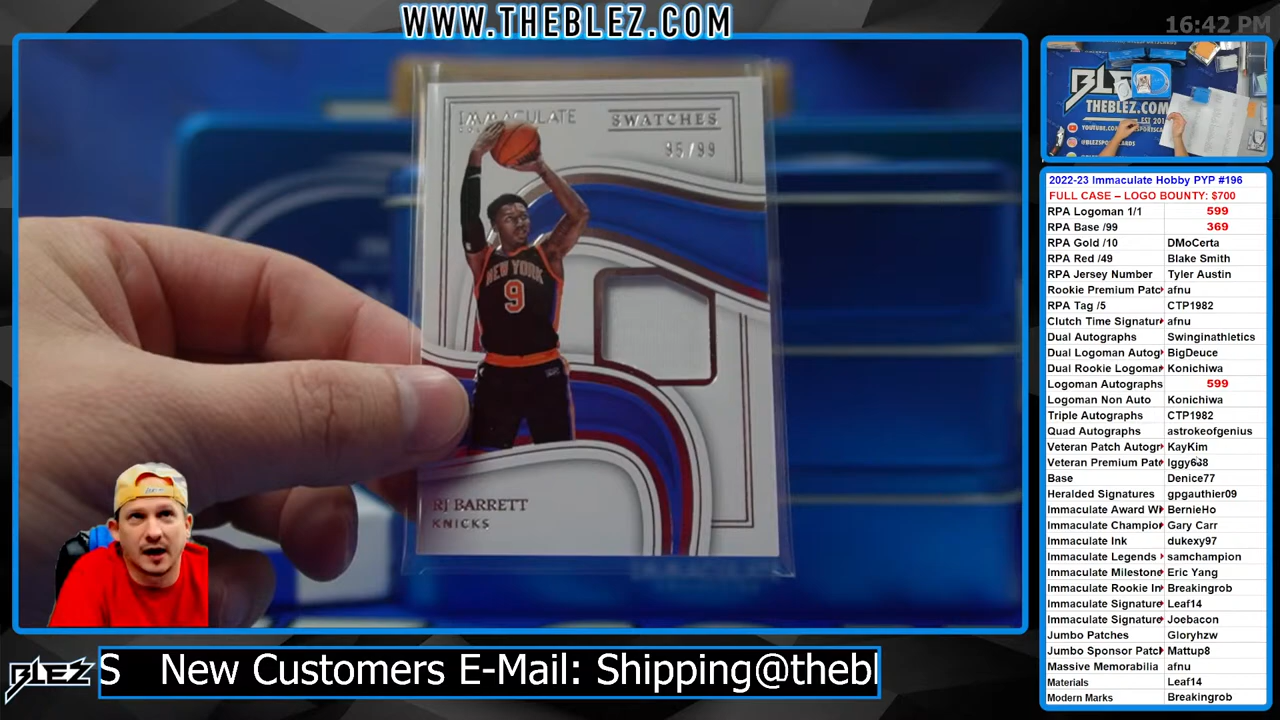 WWW.THEBLEZ.COM
16:42 PM
IMMACULATE
SWATCHES
95/99
NEW YORK
9
RJ BARRETT
KNICKS
BLEZ
THEBLEZ.COM
2022-23 Immaculate Hobby PYP #196
FULL CASE – LOGO BOUNTY: $700
RPA Logoman 1/1 599
RPA Base /99 369
RPA Gold /10 DMoCerta
RPA Red /49 Blake Smith
RPA Jersey Number Tyler Austin
Rookie Premium Patc afnu
RPA Tag /5 CTP1982
Clutch Time Signatur afnu
Dual Autographs Swinginathletics
Dual Logoman Autog BigDeuce
Dual Rookie Logoma Konichiwa
Logoman Autographs 599
Logoman Non Auto Konichiwa
Triple Autographs CTP1982
Quad Autographs astrokeofgenius
Veteran Patch Autogr KayKim
Veteran Premium Pat Iggy638
Base Denice77
Heralded Signatures gpgauthier09
Immaculate Award W BernieHo
Immaculate Champio Gary Carr
Immaculate Ink dukexy97
Immaculate Legends samchampion
Immaculate Milestone Eric Yang
Immaculate Rookie In Breakingrob
Immaculate Signature Leaf14
Immaculate Signature Joebacon
Jumbo Patches Gloryhzw
Jumbo Sponsor Patc Mattup8
Massive Memorabilia afnu
Materials Leaf14
Modern Marks Breakingrob
BLEZ
S New Customers E-Mail: Shipping@thebl